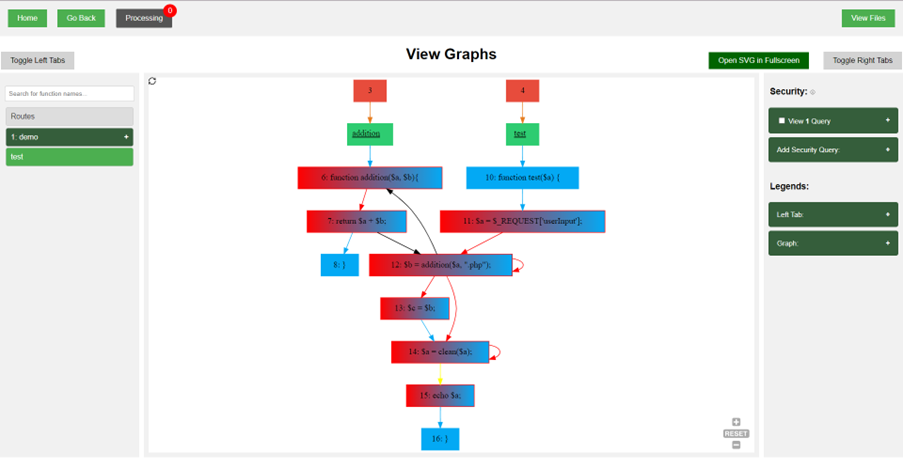 Home
Go Back
Processing
0
View Files
Toggle Left Tabs
View Graphs
Open SVG in Fullscreen
Toggle Right Tabs
Search for function names...
Routes
1: demo +
test
3
4
addition
test
6: function addition($a, $b){
10: function test($a) {
7: return $a + $b;
11: $a = $_REQUEST['userInput'];
8: }
12: $b = addition($a, ".php");
13: $c = $b;
14: $a = clean($a);
15: echo $a;
16: }
RESET
Security:
View 1 Query +
Add Security Query: +
Legends:
Left Tab: +
Graph: +